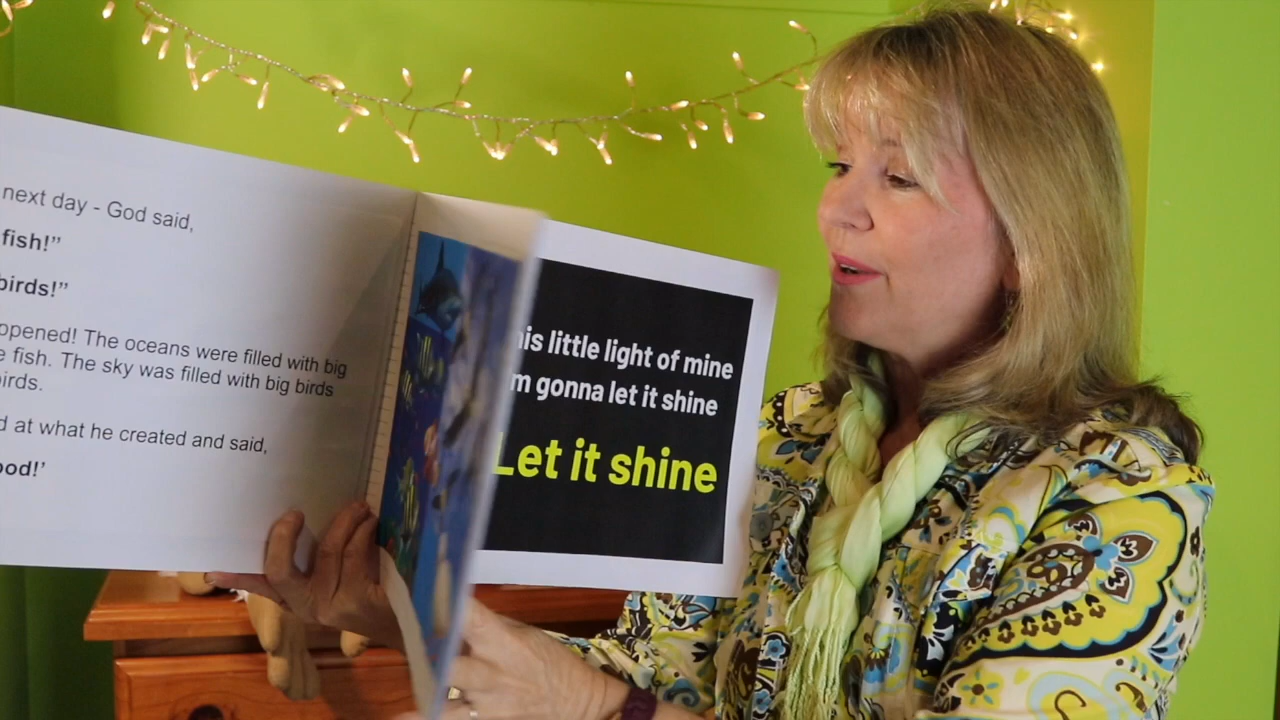 next day - God said,
fish!”
birds!”
ppened! The oceans were filled with big
e fish. The sky was filled with big birds
irds.
d at what he created and said,
ood!’
his little light of mine
m gonna let it shine
Let it shine